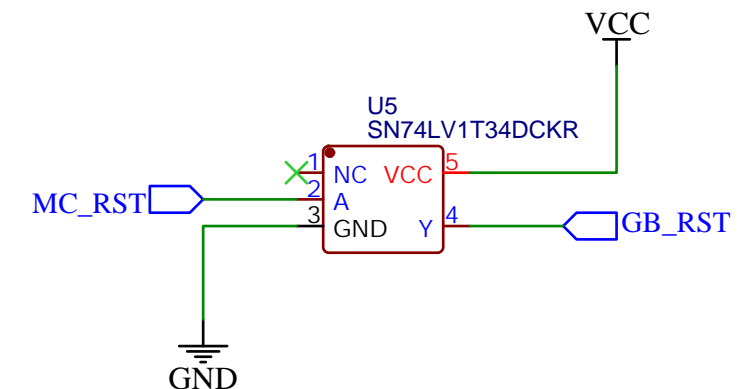 VCC
U5
SN74LV1T34DCKR
1 NC VCC 5
MC_RST 2 A
3 GND Y 4 GB_RST
GND